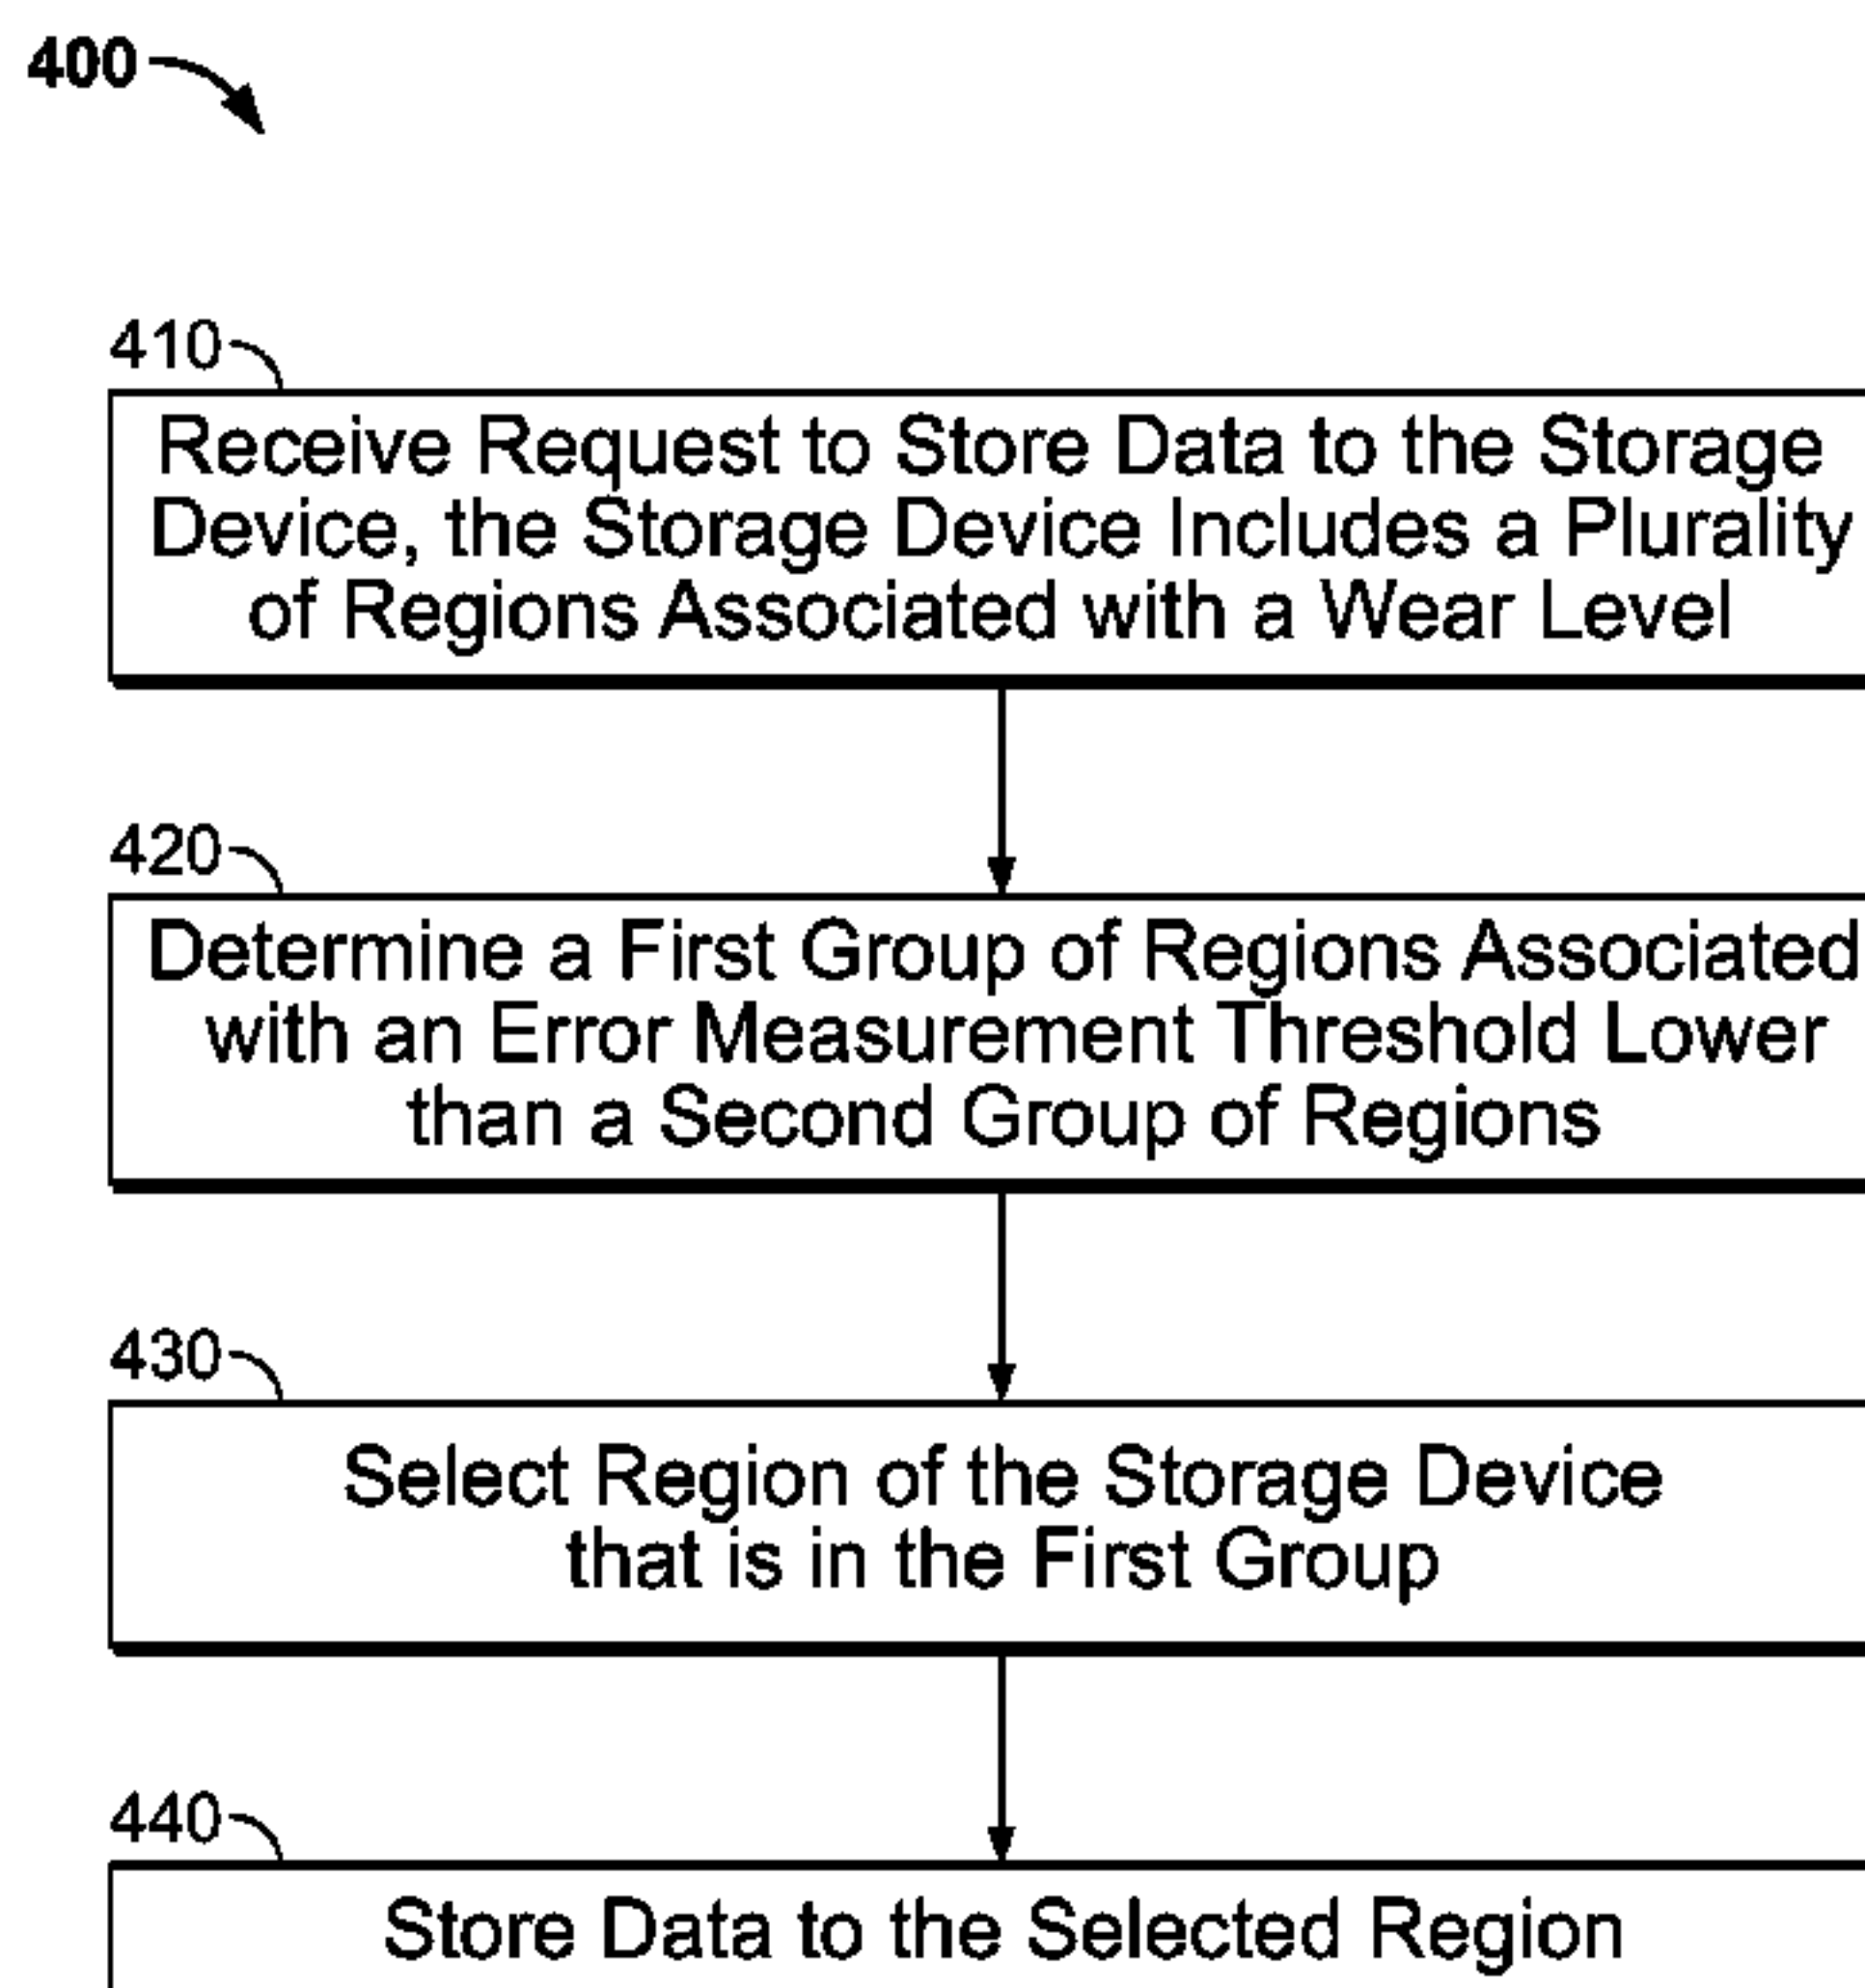 400
410
Receive Request to Store Data to the Storage
Device, the Storage Device Includes a Plurality
of Regions Associated with a Wear Level
420
Determine a First Group of Regions Associated
with an Error Measurement Threshold Lower
than a Second Group of Regions
430
Select Region of the Storage Device
that is in the First Group
440
Store Data to the Selected Region